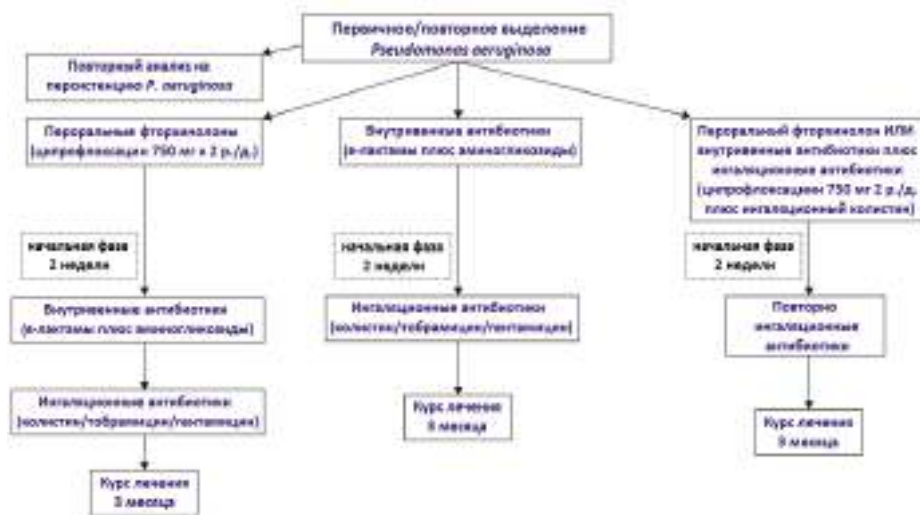 Первичное/повторное выделение
Pseudomonas aeruginosa
Повторный анализ на
персистенцию P. aeruginosa
Пероральные фторхинолоны
(ципрофлоксацин 750 мг х 2 р./д.)
Внутривенные антибиотики
(в-лактамы плюс аминогликозиды)
Пероральный фторхинолон ИЛИ
внутривенные антибиотики плюс
ингаляционные антибиотики
(ципрофлоксацин 750 мг 2 р./д.
плюс ингаляционный колистин)
начальная фаза
2 недели
начальная фаза
2 недели
начальная фаза
2 недели
Внутривенные антибиотики
(в-лактамы плюс аминогликозиды)
Ингаляционные антибиотики
(колистин/тобрамицин/гентамицин)
Повторно
ингаляционные
антибиотики
Ингаляционные антибиотики
(колистин/тобрамицин/гентамицин)
Курс лечения
3 месяца
Курс лечения
3 месяца
Курс лечения
3 месяца